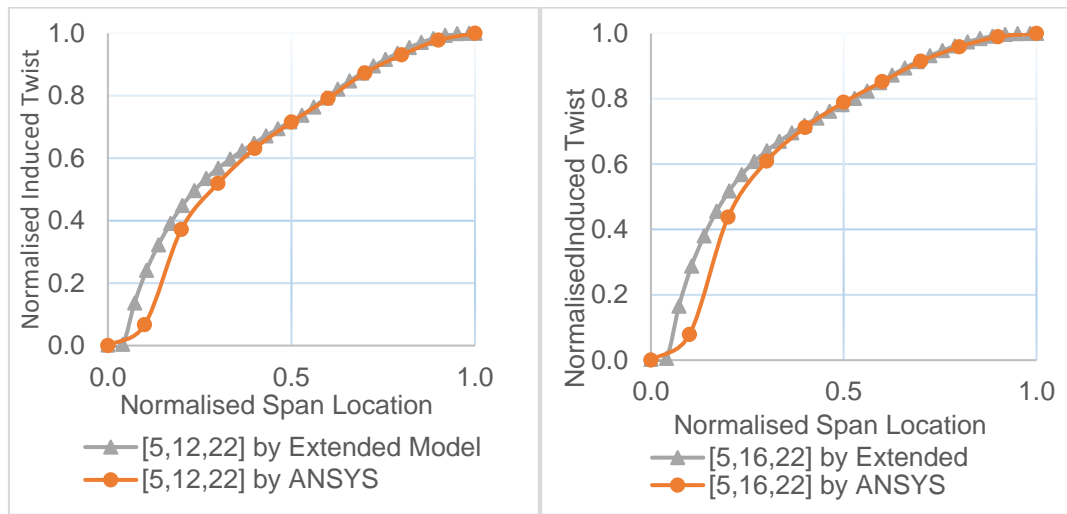 Normalised Induced Twist
1.0
0.8
0.6
0.4
0.2
0.0
0.0 0.5 1.0
Normalised Span Location
[5,12,22] by Extended Model
[5,12,22] by ANSYS
NormalisedInduced Twist
1.0
0.8
0.6
0.4
0.2
0.0
0.0 0.5 1.0
Normalised Span Location
[5,16,22] by Extended
[5,16,22] by ANSYS